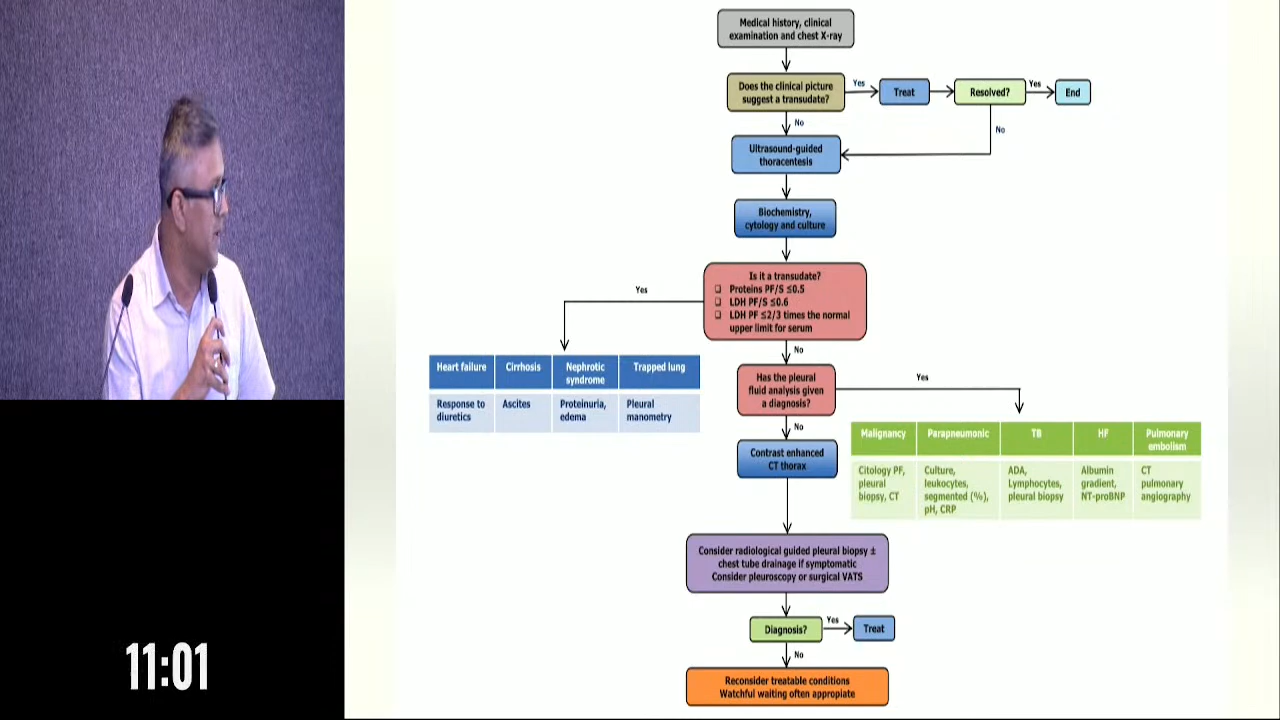 Medical history, clinical
examination and chest X-ray
Does the clinical picture
suggest a transudate?
Yes
Treat
Resolved?
Yes
End
No
No
Ultrasound-guided
thoracentesis
Biochemistry,
cytology and culture
Is it a transudate?
❑ Proteins PF/S ≤0.5
❑ LDH PF/S ≤0.6
❑ LDH PF ≤2/3 times the normal
upper limit for serum
Yes
No
Heart failure
Cirrhosis
Nephrotic
syndrome
Trapped lung
Response to
diuretics
Ascites
Proteinuria,
edema
Pleural
manometry
Has the pleural
fluid analysis given
a diagnosis?
Yes
No
Malignancy
Parapneumonic
TB
HF
Pulmonary
embolism
Citology PF,
pleural
biopsy, CT
Culture,
leukocytes,
segmented (%),
pH, CRP
ADA,
Lymphocytes,
pleural biopsy
Albumin
gradient,
NT-proBNP
CT
pulmonary
angiography
Contrast enhanced
CT thorax
Consider radiological guided pleural biopsy ±
chest tube drainage if symptomatic
Consider pleuroscopy or surgical VATS
Diagnosis?
Yes
Treat
No
Reconsider treatable conditions
Watchful waiting often appropiate
11:01